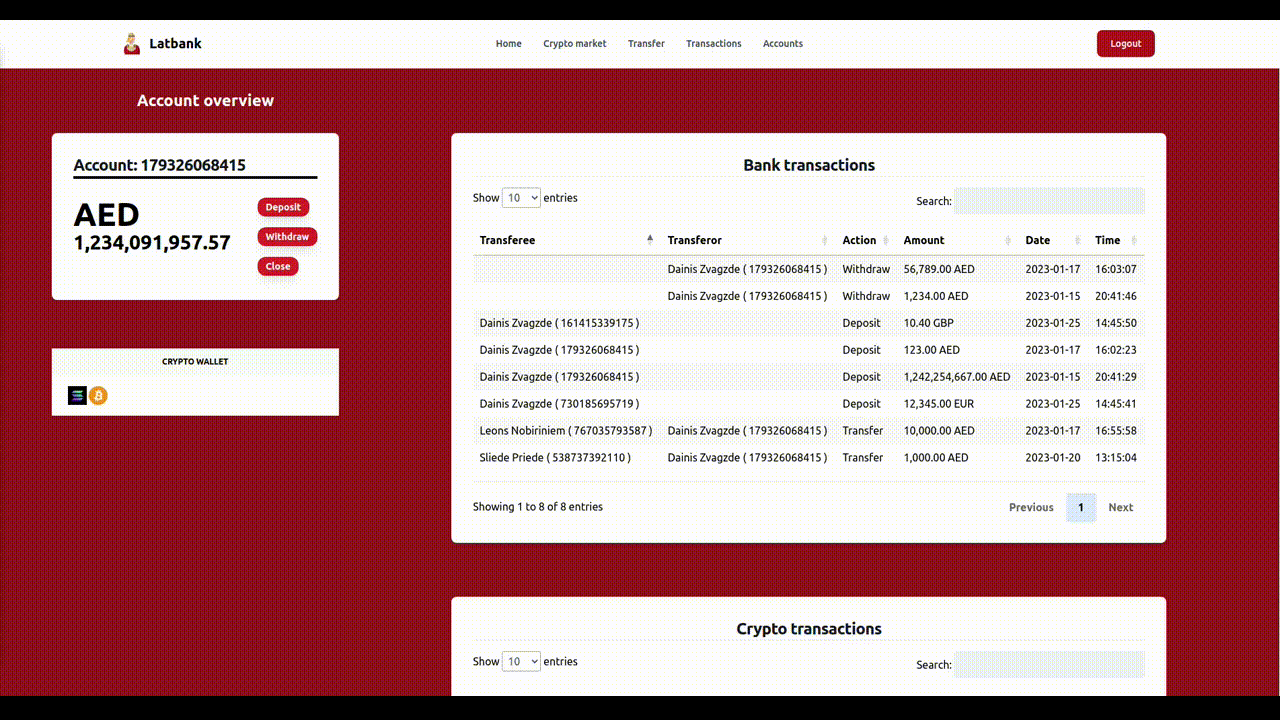 Latbank
Home Crypto market Transfer Transactions Accounts
Logout
Account overview
Account: 179326068415
AED
1,234,091,957.57
Deposit
Withdraw
Close
CRYPTO WALLET
Bank transactions
Show 10 entries
Search:
Transferee Transferor Action Amount Date Time
Dainis Zvagzde ( 179326068415 ) Withdraw 56,789.00 AED 2023-01-17 16:03:07
Dainis Zvagzde ( 179326068415 ) Withdraw 1,234.00 AED 2023-01-15 20:41:46
Dainis Zvagzde ( 161415339175 ) Deposit 10.40 GBP 2023-01-25 14:45:50
Dainis Zvagzde ( 179326068415 ) Deposit 123.00 AED 2023-01-17 16:02:23
Dainis Zvagzde ( 179326068415 ) Deposit 1,242,254,667.00 AED 2023-01-15 20:41:29
Dainis Zvagzde ( 730185695719 ) Deposit 12,345.00 EUR 2023-01-25 14:45:41
Leons Nobiriniem ( 767035793587 ) Dainis Zvagzde ( 179326068415 ) Transfer 10,000.00 AED 2023-01-17 16:55:58
Sliede Priede ( 538737392110 ) Dainis Zvagzde ( 179326068415 ) Transfer 1,000.00 AED 2023-01-20 13:15:04
Showing 1 to 8 of 8 entries
Previous 1 Next
Crypto transactions
Show 10 entries
Search: